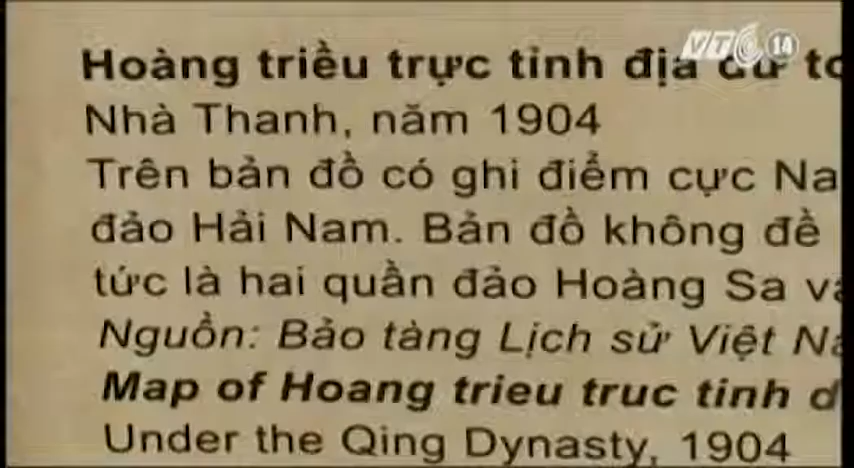 Hoàng triều trực tỉnh địa dư
Nhà Thanh, năm 1904
Trên bản đồ có ghi điểm cực
đảo Hải Nam. Bản đồ không đề
tức là hai quần đảo Hoàng Sa
Nguồn: Bảo tàng Lịch sử Việt
Map of Hoang trieu truc tinh
Under the Qing Dynasty, 1904
VTC 14